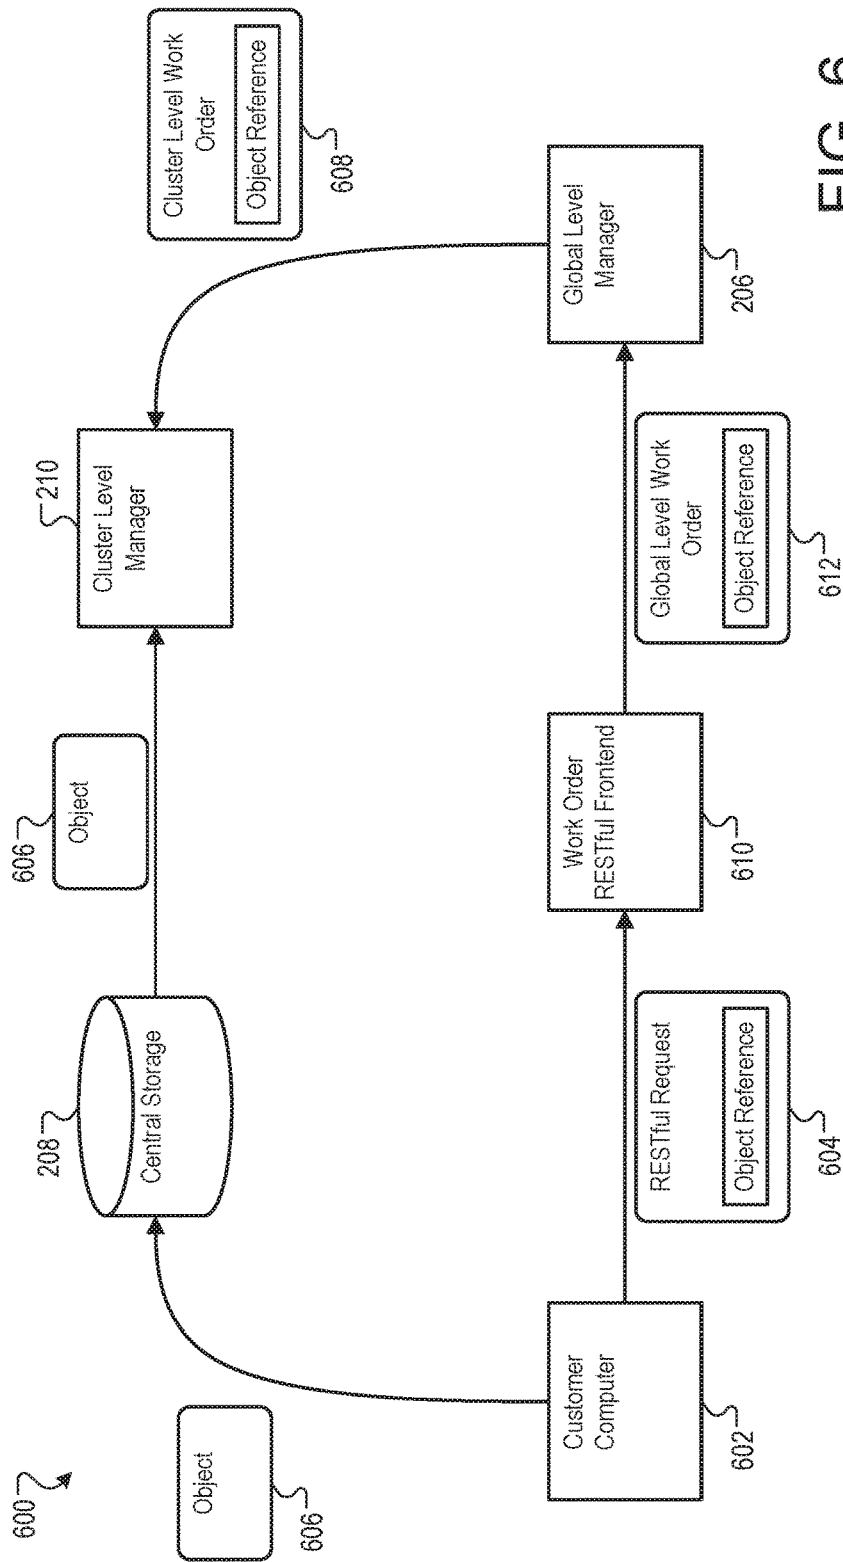 600
Object
606
208
Central Storage
606
Object
210
Cluster Level
Manager
Cluster Level Work
Order
Object Reference
608
Customer
Computer
602
RESTful Request
Object Reference
604
Work Order
RESTful Frontend
610
Global Level Work
Order
Object Reference
612
Global Level
Manager
206
FIG. 6